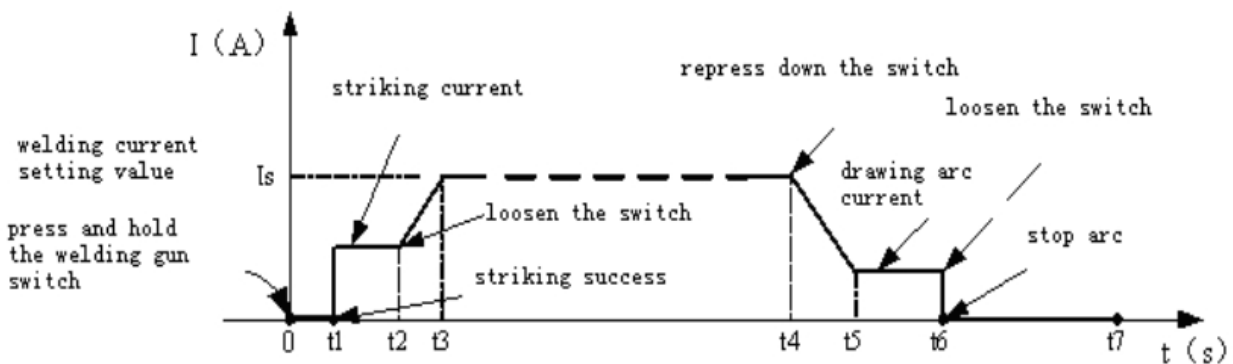 I (A)
repress down the switch
striking current
loosen the switch
welding current
setting value
Is
drawing arc
current
press and hold
the welding gun
switch
loosen the switch
stop arc
striking success
0 t1 t2 t3 t4 t5 t6 t7
t (s)